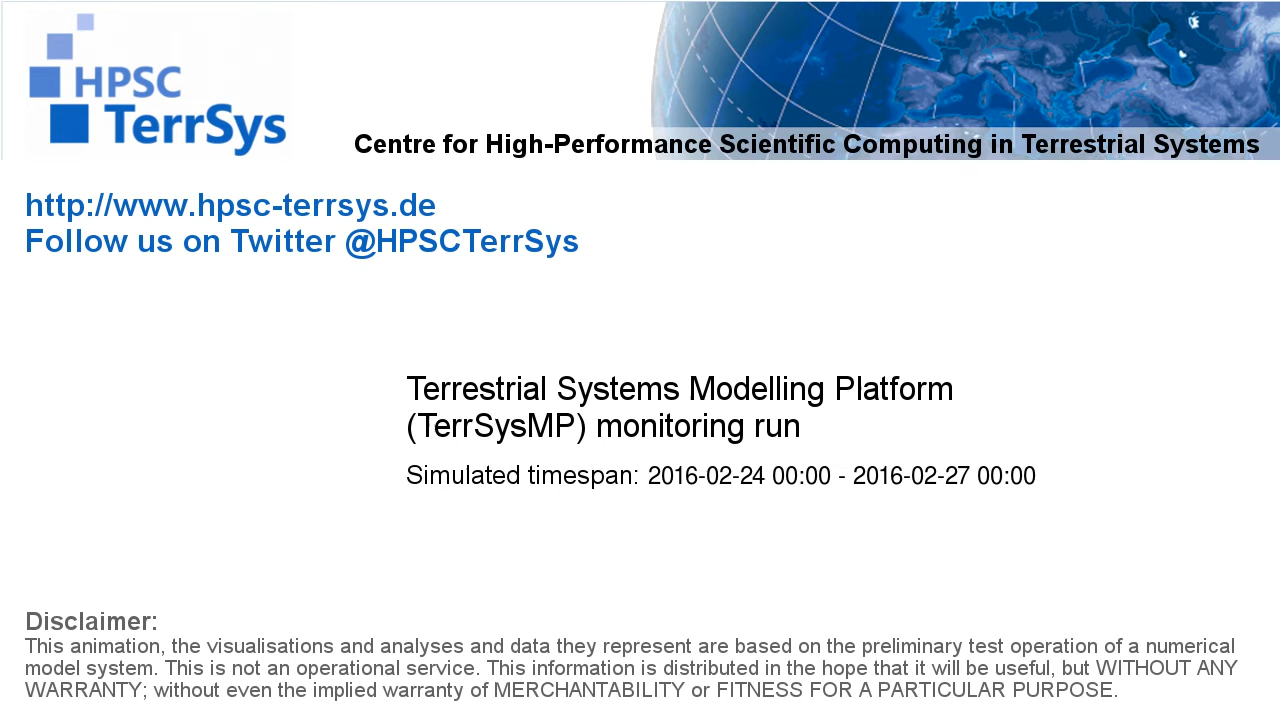 HPSC
TerrSys
Centre for High-Performance Scientific Computing in Terrestrial Systems
http://www.hpsc-terrsys.de
Follow us on Twitter @HPSCTerrSys
Terrestrial Systems Modelling Platform
(TerrSysMP) monitoring run
Simulated timespan: 2016-02-24 00:00 - 2016-02-27 00:00
Disclaimer:
This animation, the visualisations and analyses and data they represent are based on the preliminary test operation of a numerical
model system. This is not an operational service. This information is distributed in the hope that it will be useful, but WITHOUT ANY
WARRANTY; without even the implied warranty of MERCHANTABILITY or FITNESS FOR A PARTICULAR PURPOSE.